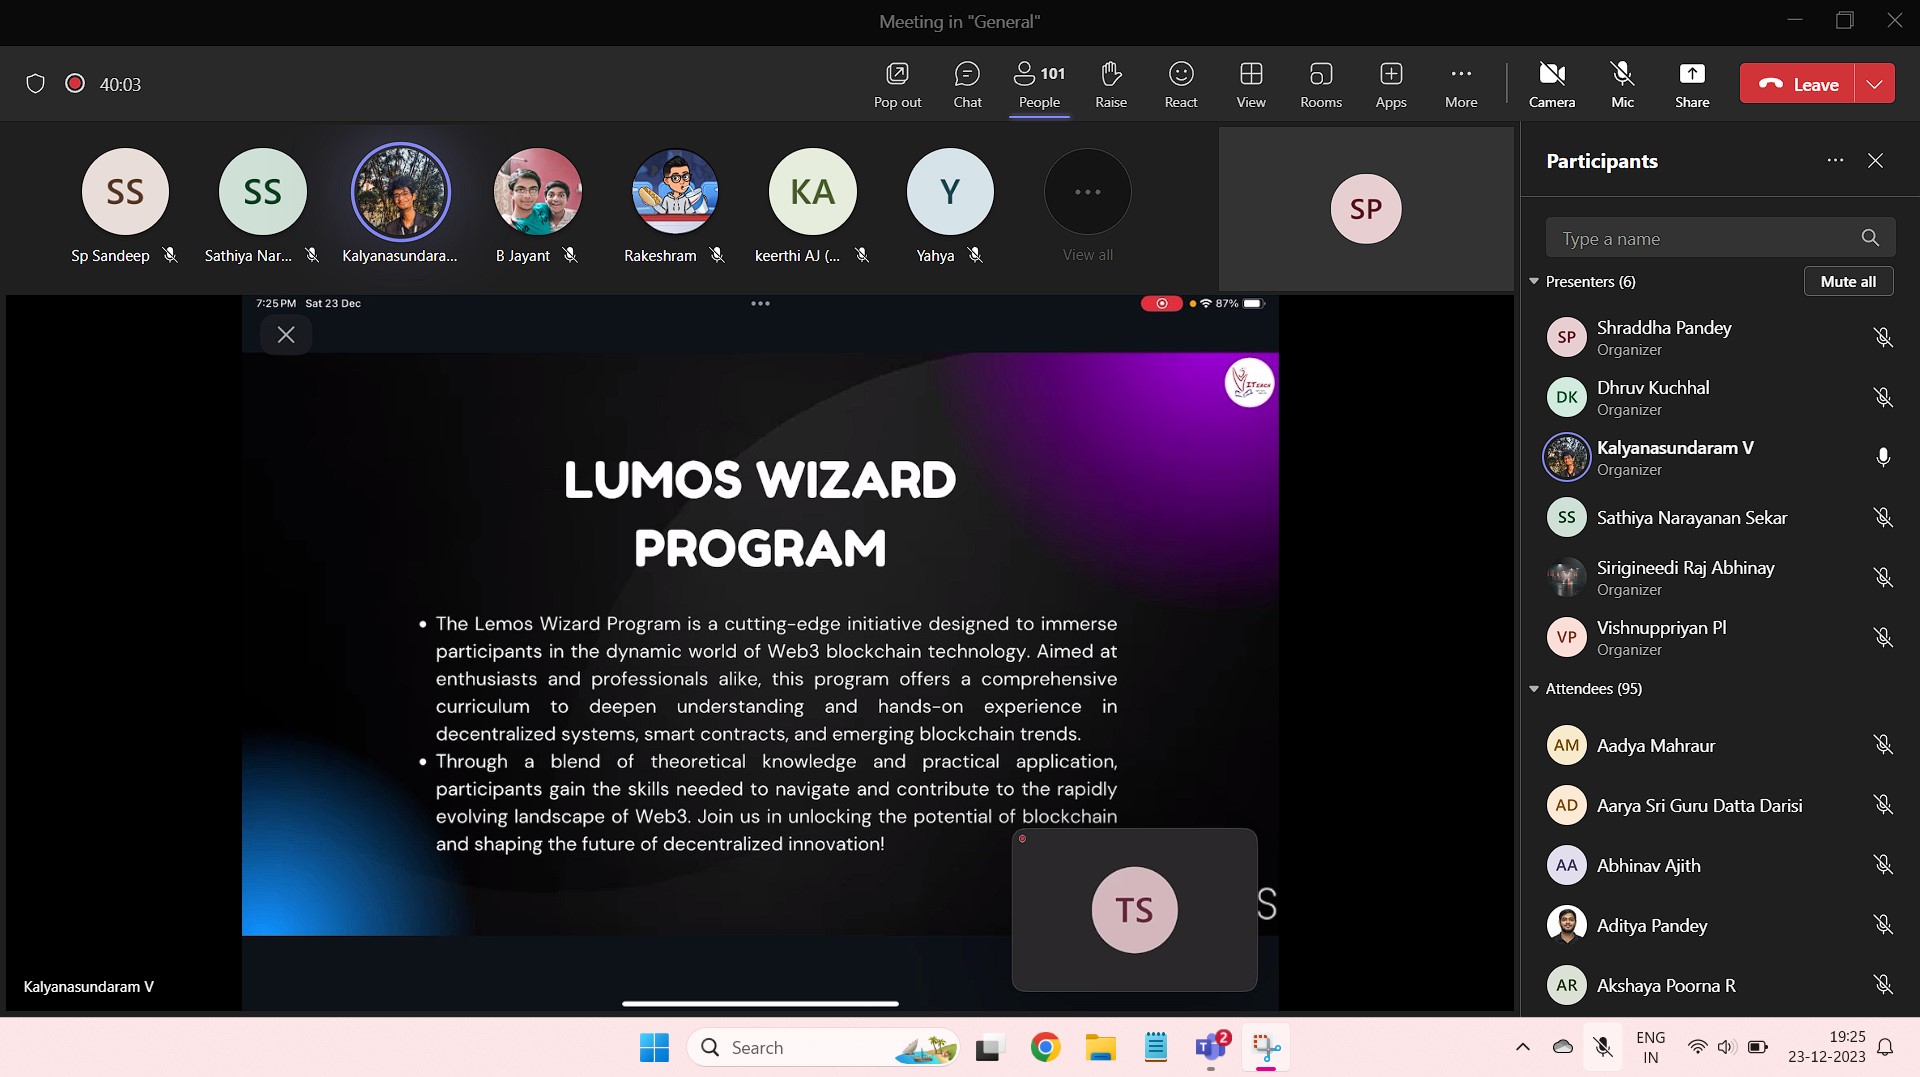 Meeting in "General"
40:03
Pop out
Chat
101
People
Raise
React
View
Rooms
Apps
More
Camera
Mic
Share
Leave
SS
SS
KA
Y
Sp Sandeep
Sathiya Nar...
Kalyanasundara...
B Jayant
Rakeshram
keerthi AJ (...
Yahya
View all
SP
7:25 PM Sat 23 Dec
87%
ITEACH
LUMOS WIZARD
PROGRAM
• The Lemos Wizard Program is a cutting-edge initiative designed to immerse
participants in the dynamic world of Web3 blockchain technology. Aimed at
enthusiasts and professionals alike, this program offers a comprehensive
curriculum to deepen understanding and hands-on experience in
decentralized systems, smart contracts, and emerging blockchain trends.
• Through a blend of theoretical knowledge and practical application,
participants gain the skills needed to navigate and contribute to the rapidly
evolving landscape of Web3. Join us in unlocking the potential of blockchain
and shaping the future of decentralized innovation!
TS
S
Kalyanasundaram V
Participants
Type a name
Presenters (6)
Mute all
SP
Shraddha Pandey
Organizer
DK
Dhruv Kuchhal
Organizer
Kalyanasundaram V
Organizer
SS
Sathiya Narayanan Sekar
Sirigineedi Raj Abhinay
Organizer
VP
Vishnuppriyan Pl
Organizer
Attendees (95)
AM
Aadya Mahraur
AD
Aarya Sri Guru Datta Darisi
AA
Abhinav Ajith
Aditya Pandey
AR
Akshaya Poorna R
Search
2
ENG
IN
19:25
23-12-2023